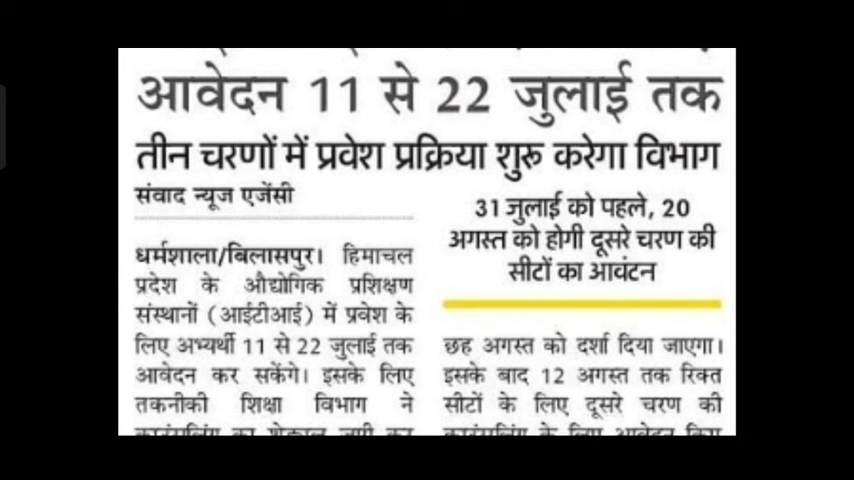 आवेदन 11 से 22 जुलाई तक
तीन चरणों में प्रवेश प्रक्रिया शुरू करेगा विभाग
संवाद न्यूज एजेंसी
धर्मशाला/बिलासपुर। हिमाचल
प्रदेश के औद्योगिक प्रशिक्षण
संस्थानों (आईटीआई) में प्रवेश के
लिए अभ्यर्थी 11 से 22 जुलाई तक
आवेदन कर सकेंगे। इसके लिए
तकनीकी शिक्षा विभाग ने
31 जुलाई को पहले, 20
अगस्त को होगी दूसरे चरण की
सीटों का आवंटन
छह अगस्त को दर्शा दिया जाएगा।
इसके बाद 12 अगस्त तक रिक्त
सीटों के लिए दूसरे चरण की